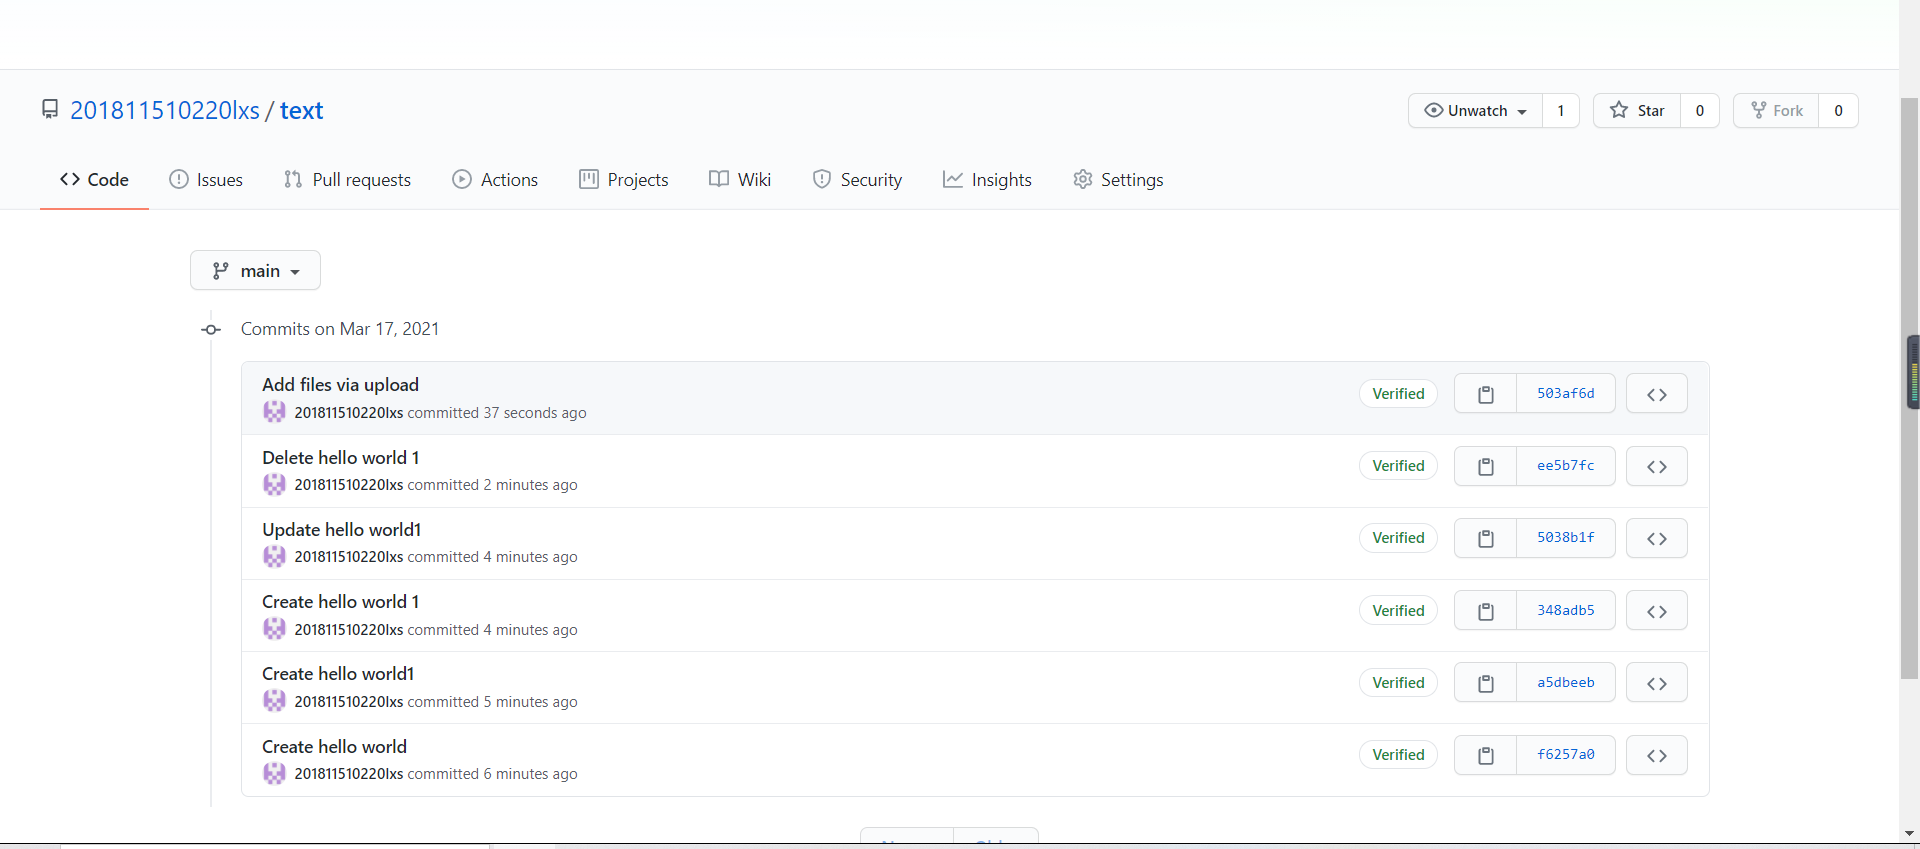 201811510220lxs / text
Unwatch 1 Star 0 Fork 0
Code Issues Pull requests Actions Projects Wiki Security Insights Settings
main
Commits on Mar 17, 2021
Add files via upload
201811510220lxs committed 37 seconds ago
Verified 503af6d
Delete hello world 1
201811510220lxs committed 2 minutes ago
Verified ee5b7fc
Update hello world1
201811510220lxs committed 4 minutes ago
Verified 5038b1f
Create hello world 1
201811510220lxs committed 4 minutes ago
Verified 348adb5
Create hello world1
201811510220lxs committed 5 minutes ago
Verified a5dbeeb
Create hello world
201811510220lxs committed 6 minutes ago
Verified f6257a0